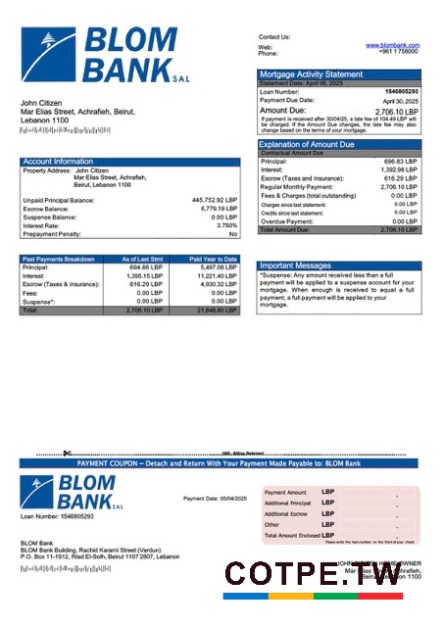 BLOM
BANK SAL
Contact Us:
Web: www.blombank.com
Phone: +961 1 758000
John Citizen
Mar Elias Street, Achrafieh, Beirut,
Lebanon 1100
Mortgage Activity Statement
Statement Date: April 05, 2025
Loan Number: 1546805293
Payment Due Date: April 30, 2025
Amount Due: 2,706.10 LBP
If payment is received after 30/04/25, a late fee of 104.49 LBP will
be charged. If the Amount Due changes, the late fee may also
change based on the terms of your mortgage.
Account Information
Property Address: John Citizen
Mar Elias Street, Achrafieh,
Beirut, Lebanon 1100
Unpaid Principal Balance: 445,752.92 LBP
Escrow Balance: 6,779.19 LBP
Suspense Balance: 0.00 LBP
Interest Rate: 3.750%
Prepayment Penalty: No
Explanation of Amount Due
Contractual Amount Due
Principal: 696.83 LBP
Interest: 1,392.98 LBP
Escrow (Taxes and Insurance): 616.29 LBP
Regular Monthly Payment: 2,706.10 LBP
Fees & Charges (total outstanding) 0.00 LBP
Charges since last statement: 0.00 LBP
Credits since last statement: 0.00 LBP
Overdue Payment: 0.00 LBP
Total Amount Due: 2,706.10 LBP
Past Payments Breakdown As of Last Stmt Paid Year to Date
Principal: 694.66 LBP 5,497.08 LBP
Interest: 1,395.15 LBP 11,221.40 LBP
Escrow (Taxes & Insurance): 616.29 LBP 4,930.32 LBP
Fees: 0.00 LBP 0.00 LBP
Suspense*: 0.00 LBP 0.00 LBP
Total: 2,706.10 LBP 21,648.80 LBP
Important Messages
*Suspense: Any amount received less than a full
payment will be applied to a suspense account for your
mortgage. When enough is received to equal a full
payment, a full payment will be applied to your
mortgage.
PAYMENT COUPON – Detach and Return With Your Payment Made Payable to: BLOM Bank
BLOM
BANK SAL
Loan Number: 1546805293
Payment Date: 05/04/2025
Payment Amount LBP
Additional Principal LBP
Additional Escrow LBP
Other LBP
Total Amount Enclosed LBP
Please write the loan number on the front of your check
BLOM Bank
BLOM Bank Building, Rachid Karami Street (Verdun)
P.O. Box 11-1912, Riad El-Solh, Beirut 1107 2807, Lebanon
COTPE.TW